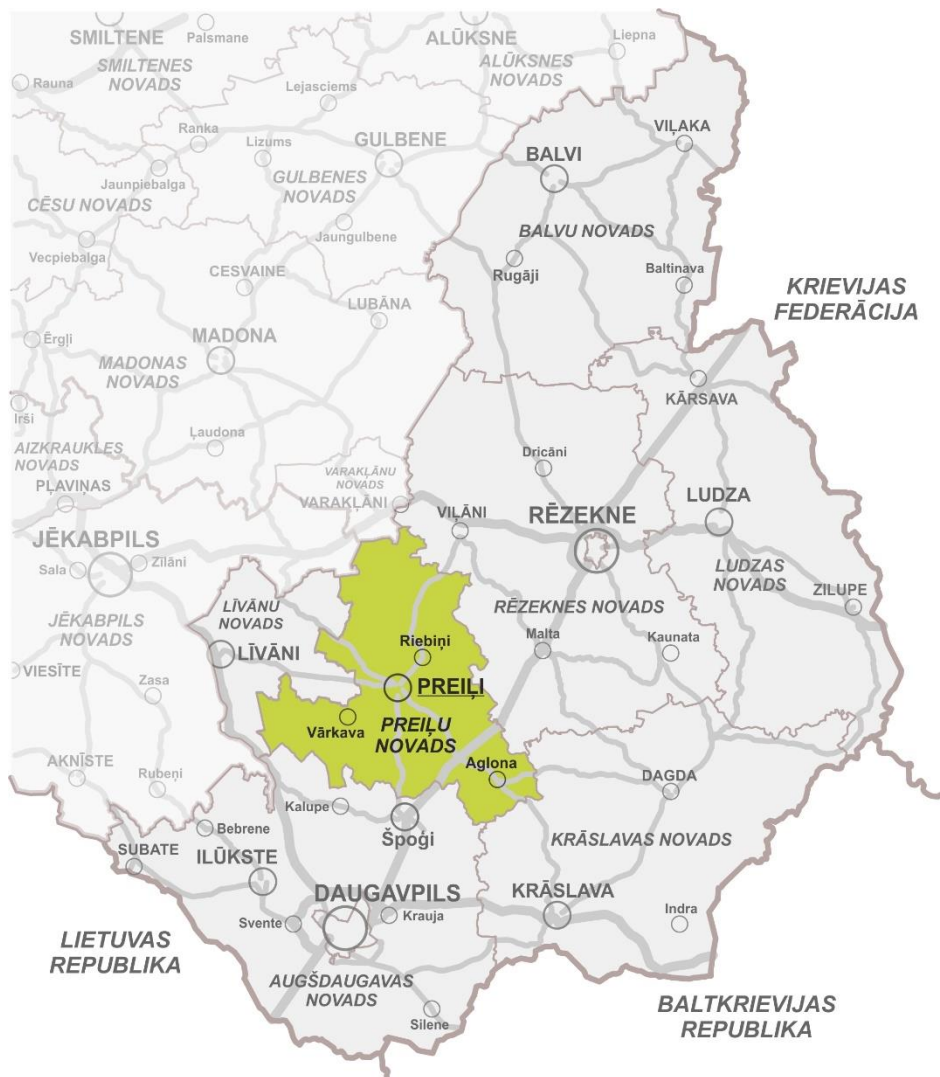 SMILTENE
Palsmane
ALŪKSNE
Liepna
SMILTENES
NOVADS
ALŪKSNES
NOVADS
Rauna
Lejasciems
Ranka
Lizums
GULBENE
VIĻAKA
BALVI
Jaunpiebalga
GULBENES
NOVADS
CĒSU NOVADS
Jaungulbene
BALVU NOVADS
Vecpiebalga
CESVAINE
Rugāji
Baltinava
KRIEVIJAS
FEDERĀCIJA
LUBĀNA
Ērgļi
MADONA
MADONAS
NOVADS
KĀRSAVA
Irši
Ļaudona
AIZKRAUKLES
NOVADS
Dricāni
VARAKĻĀNU
NOVADS
PĻAVIŅAS
VARAKĻĀNI
VIĻĀNI
RĒZEKNE
LUDZA
JĒKABPILS
Sala
Zīlāni
LUDZAS
NOVADS
ZILUPE
LĪVĀNU
NOVADS
RĒZEKNES NOVADS
JĒKABPILS
NOVADS
LĪVĀNI
Riebiņi
Malta
Kaunata
VIESĪTE
Zasa
PREIĻI
Vārkava
PREIĻU
NOVADS
Aglona
AKNĪSTE
Rubeņi
DAGDA
Kalupe
Špoģi
Bebrene
KRĀSLAVAS NOVADS
SUBATE
ILŪKSTE
DAUGAVPILS
KRĀSLAVA
Svente
Krauja
Indra
LIETUVAS
REPUBLIKA
AUGŠDAUGAVAS
NOVADS
BALTKRIEVIJAS
REPUBLIKA
Silene